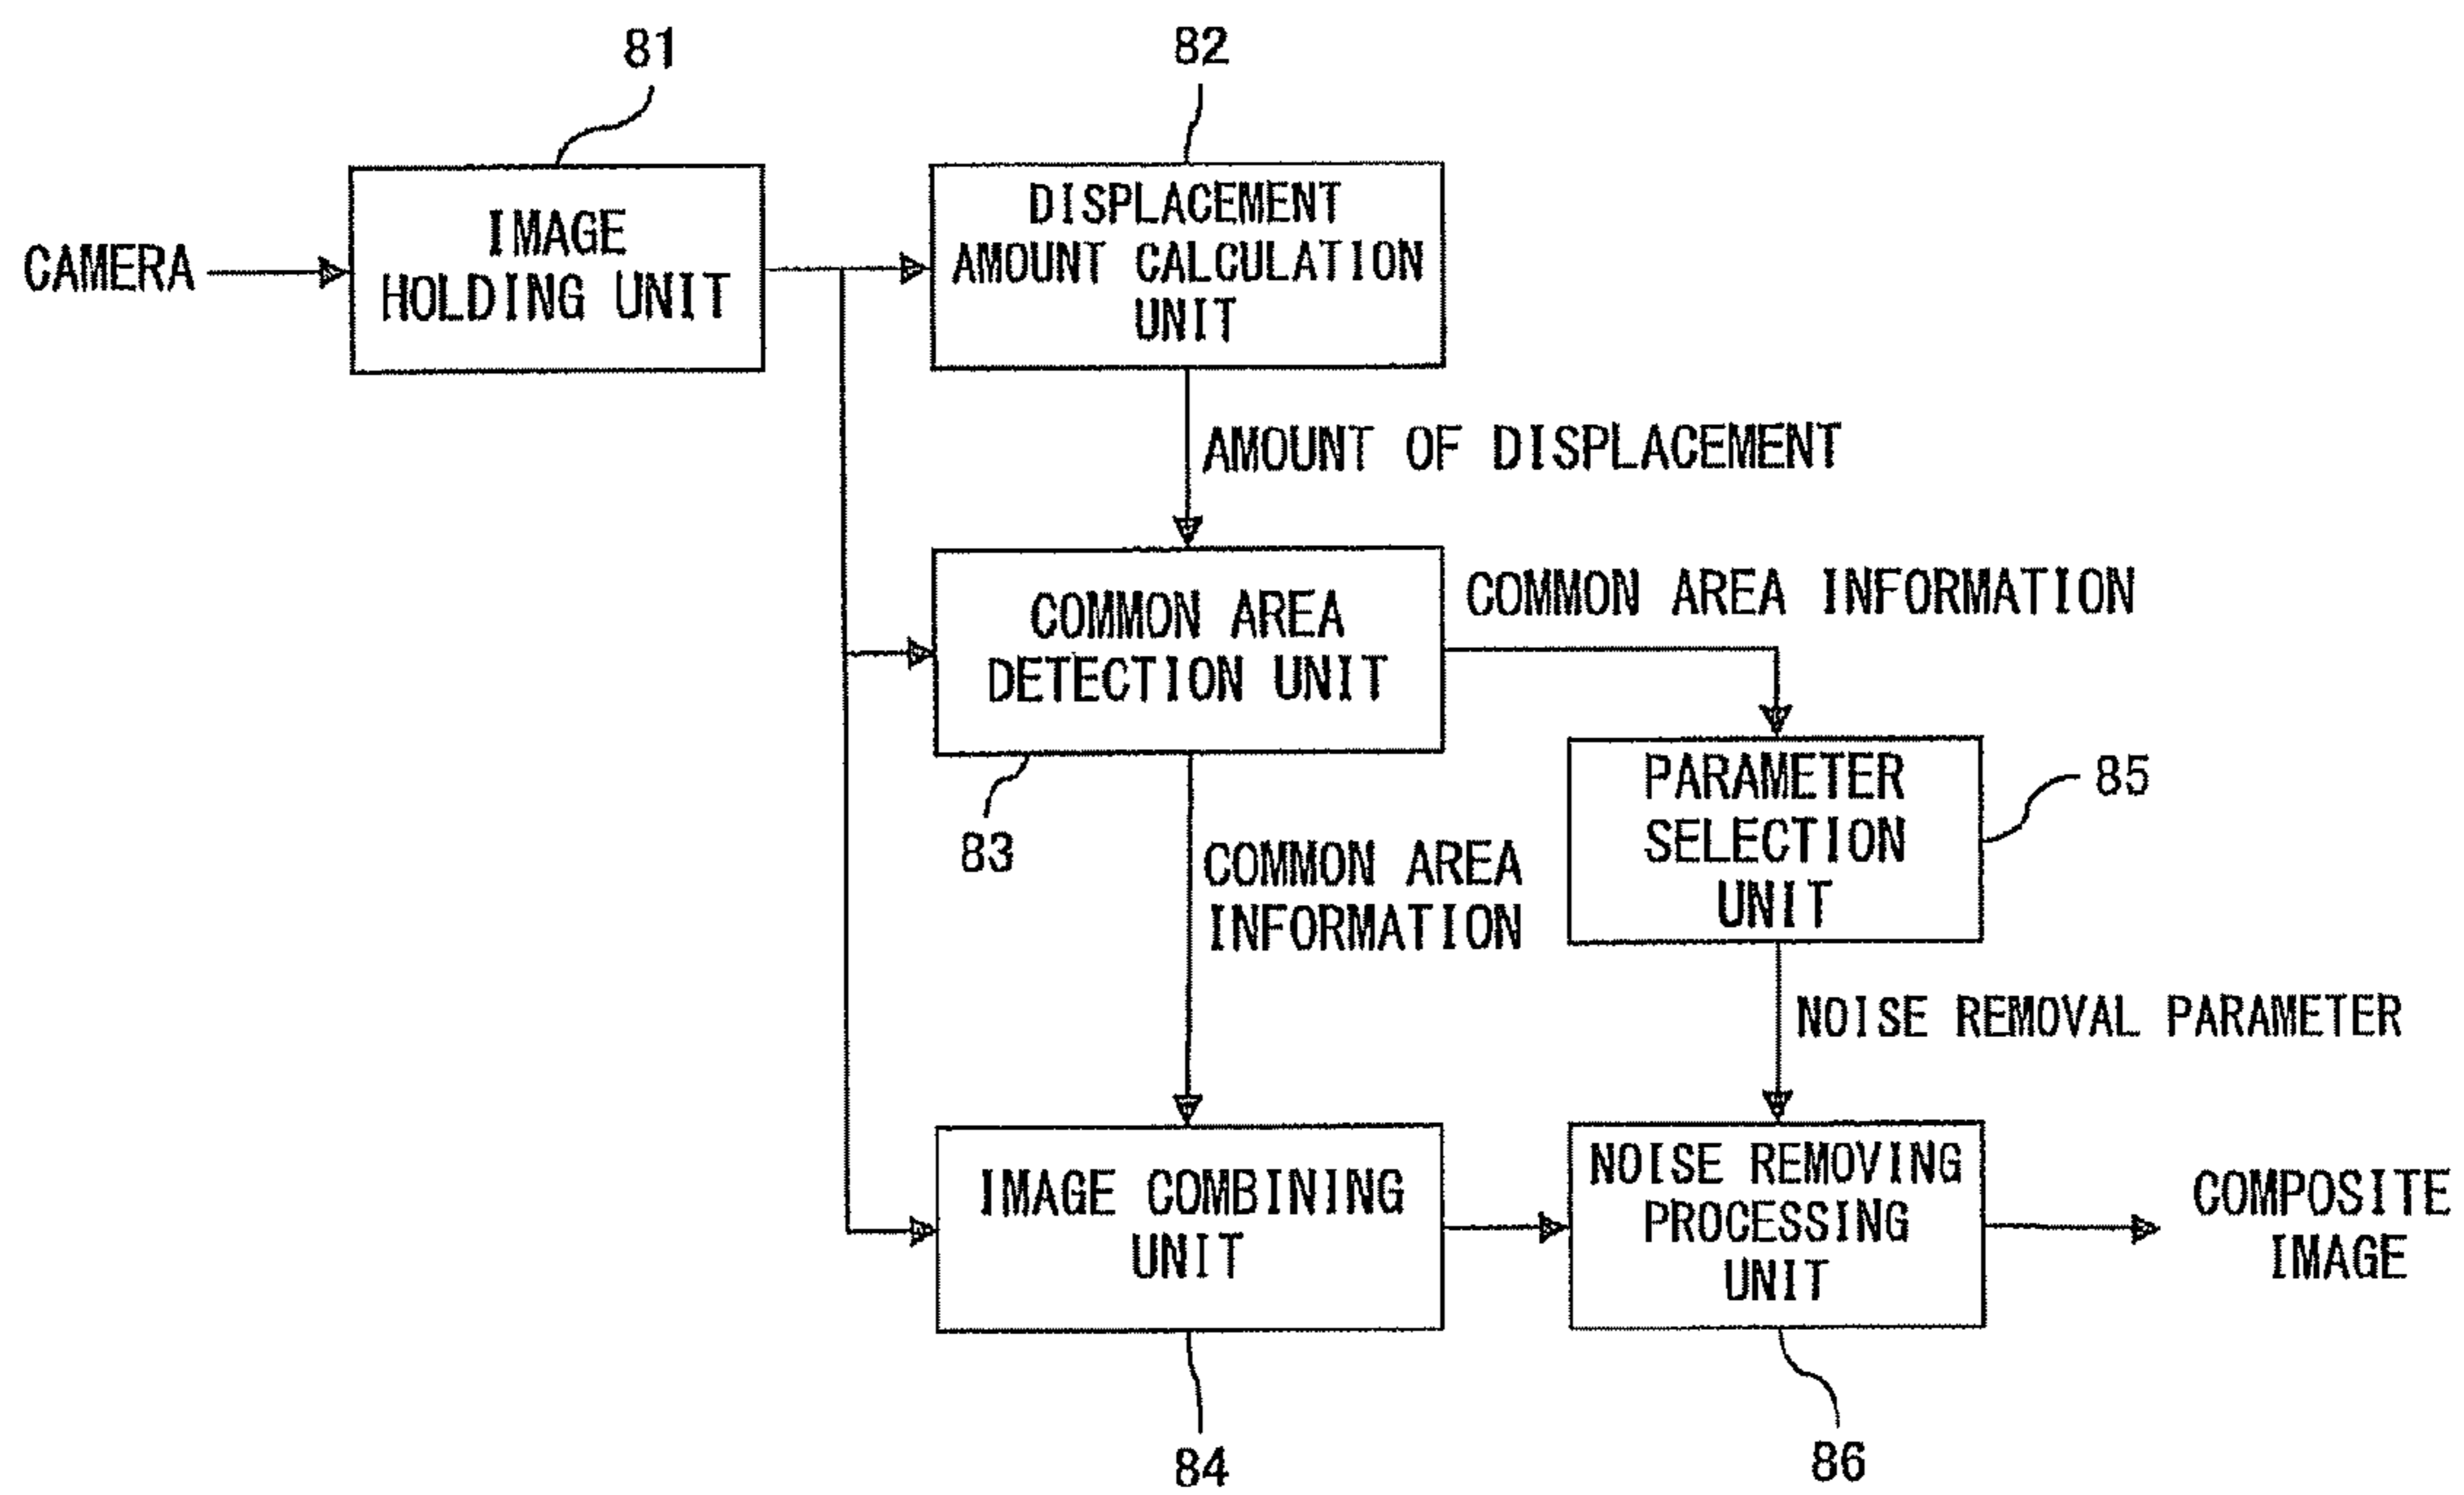 81
82
CAMERA
IMAGE
HOLDING UNIT
DISPLACEMENT
AMOUNT CALCULATION
UNIT
AMOUNT OF DISPLACEMENT
COMMON AREA
DETECTION UNIT
COMMON AREA INFORMATION
83
COMMON AREA
INFORMATION
PARAMETER
SELECTION
UNIT
85
NOISE REMOVAL PARAMETER
IMAGE COMBINING
UNIT
NOISE REMOVING
PROCESSING
UNIT
COMPOSITE
IMAGE
84
86